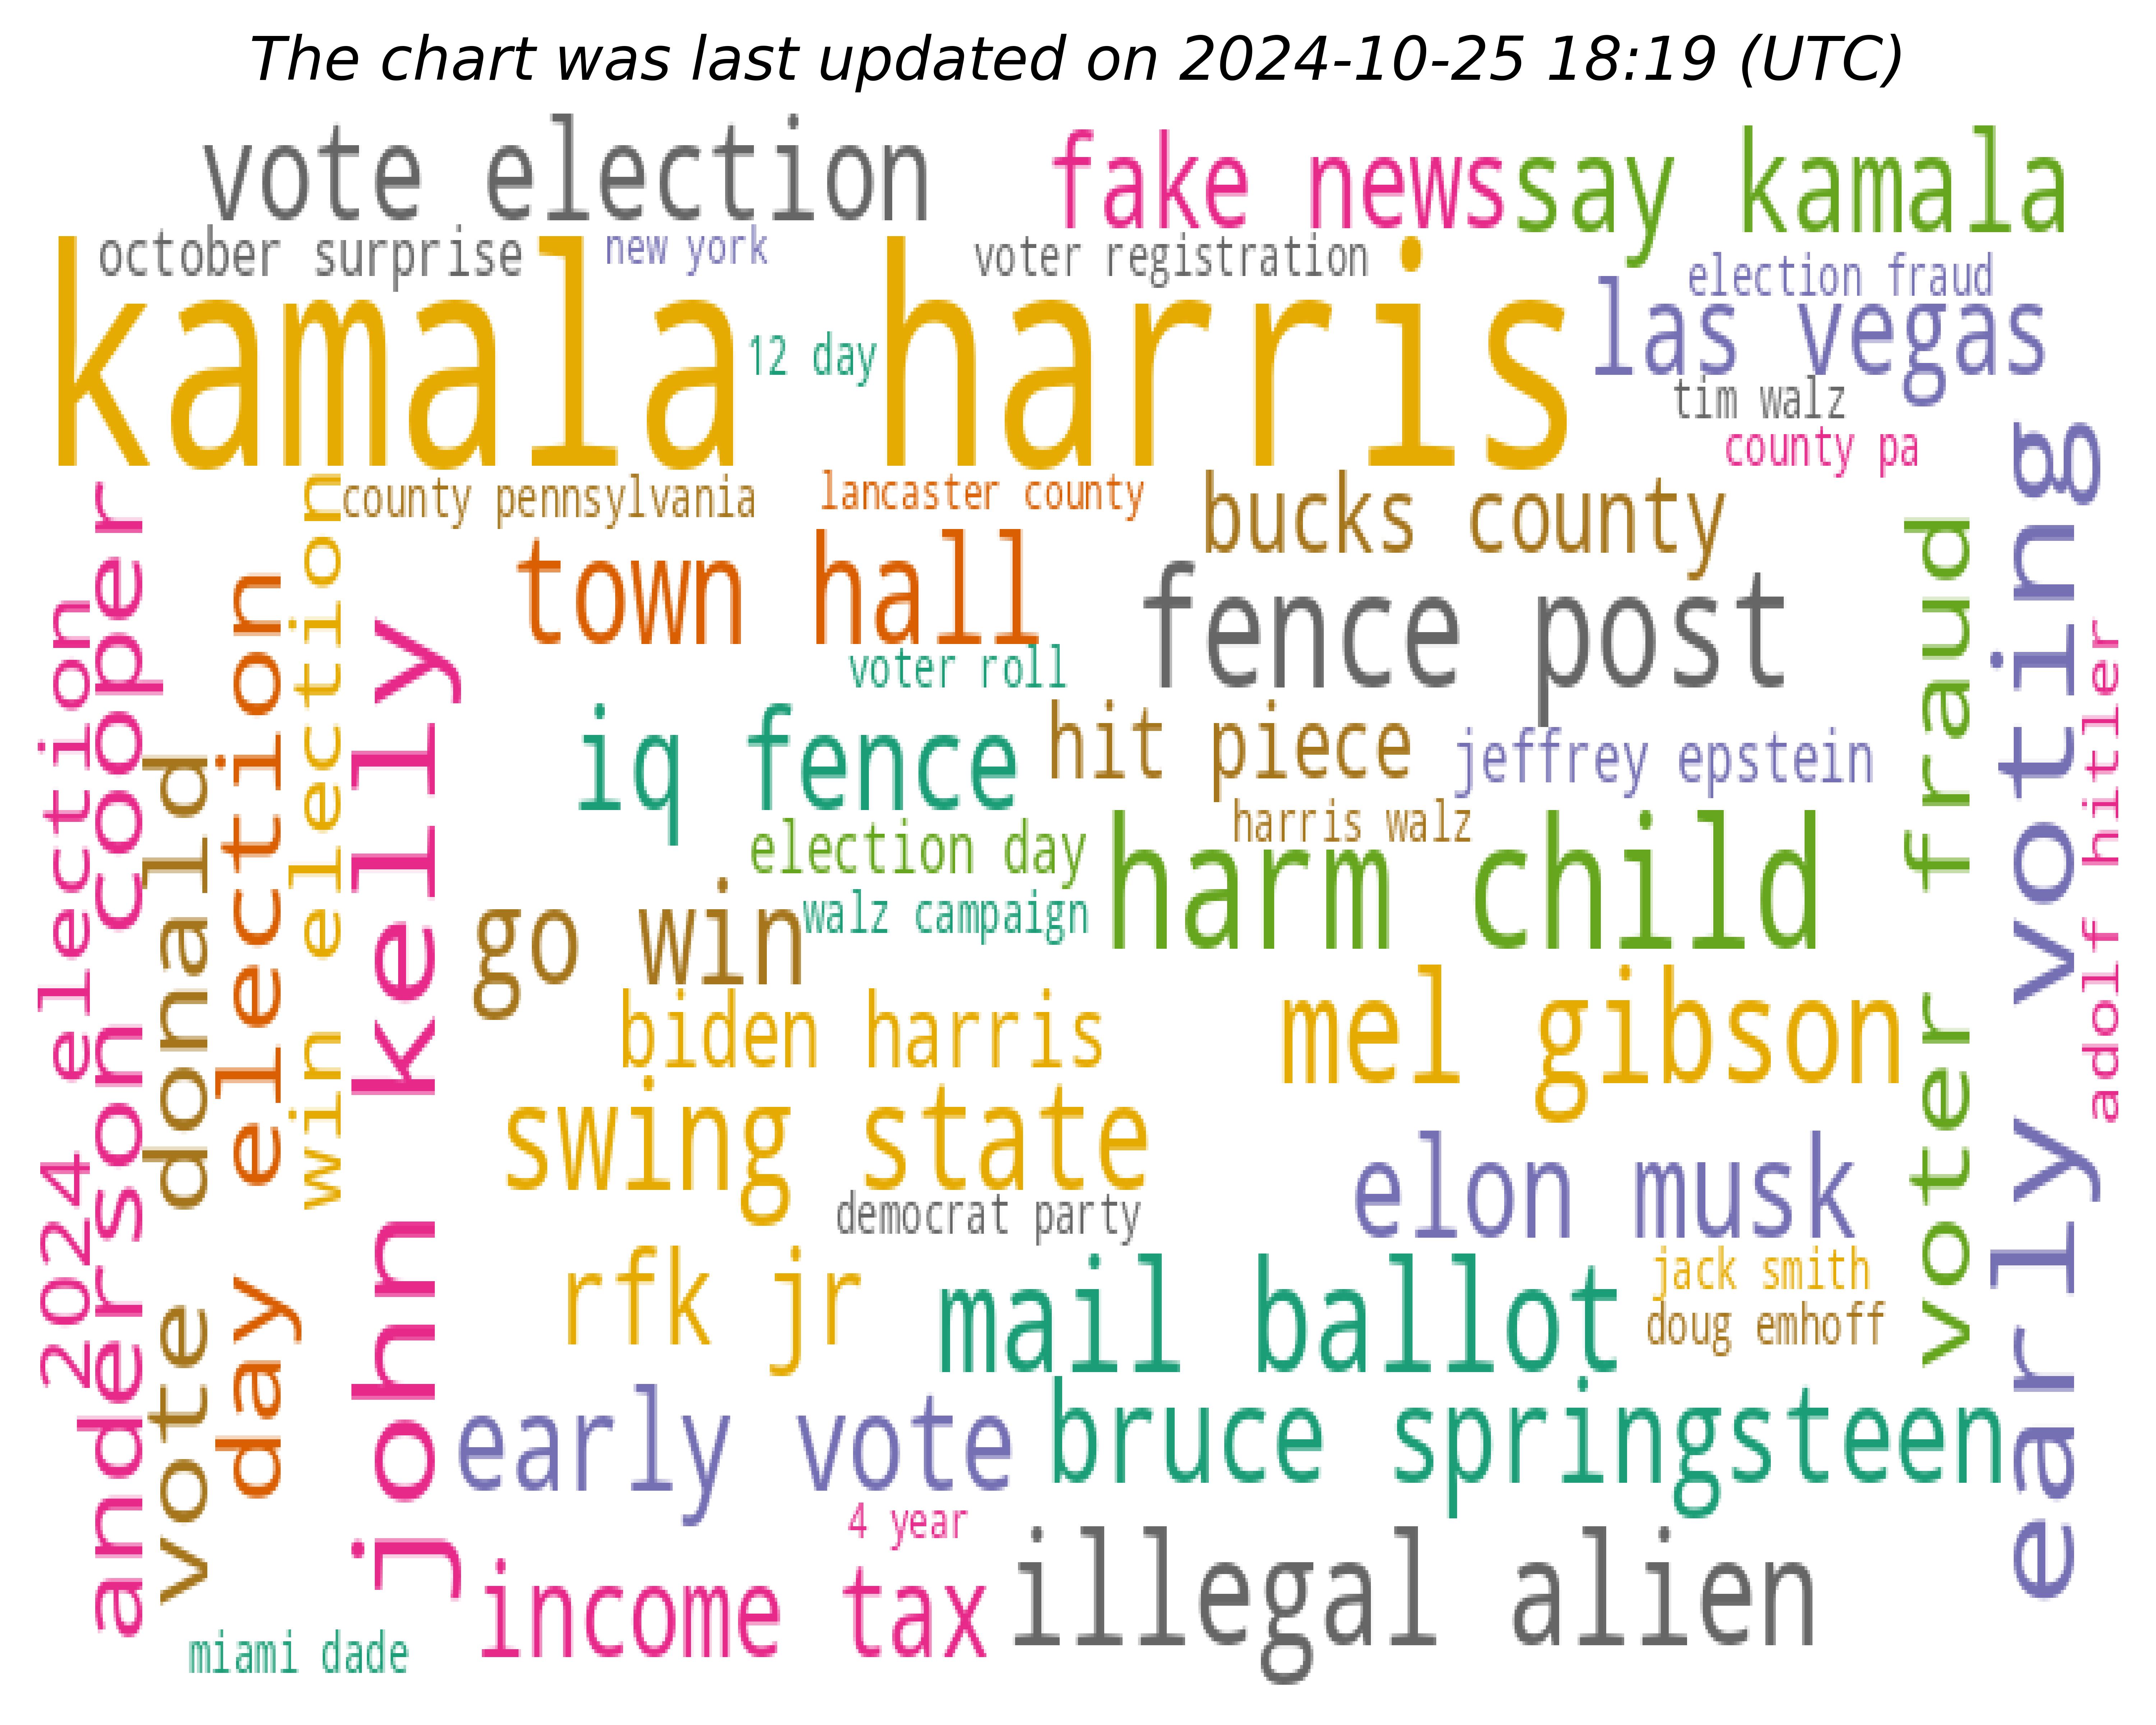 The chart was last updated on 2024-10-25 18:19 (UTC)
vote election
fake news
say kamala
october surprise
new york
voter registration
election fraud
kamala harris
12 day
las vegas
tim walz
county pa
county pennsylvania
lancaster county
bucks county
town hall
fence post
voter roll
iq fence
hit piece
jeffrey epstein
harris walz
election day
harm child
go win
walz campaign
biden harris
mel gibson
swing state
elon musk
democrat party
rfk jr
mail ballot
jack smith
doug emhoff
early vote
bruce springsteen
4 year
income tax
illegal alien
miami dade
2024 election
anderson cooper
vote donald
day election
win election
john kelly
voter fraud
early voting
adolf hitler